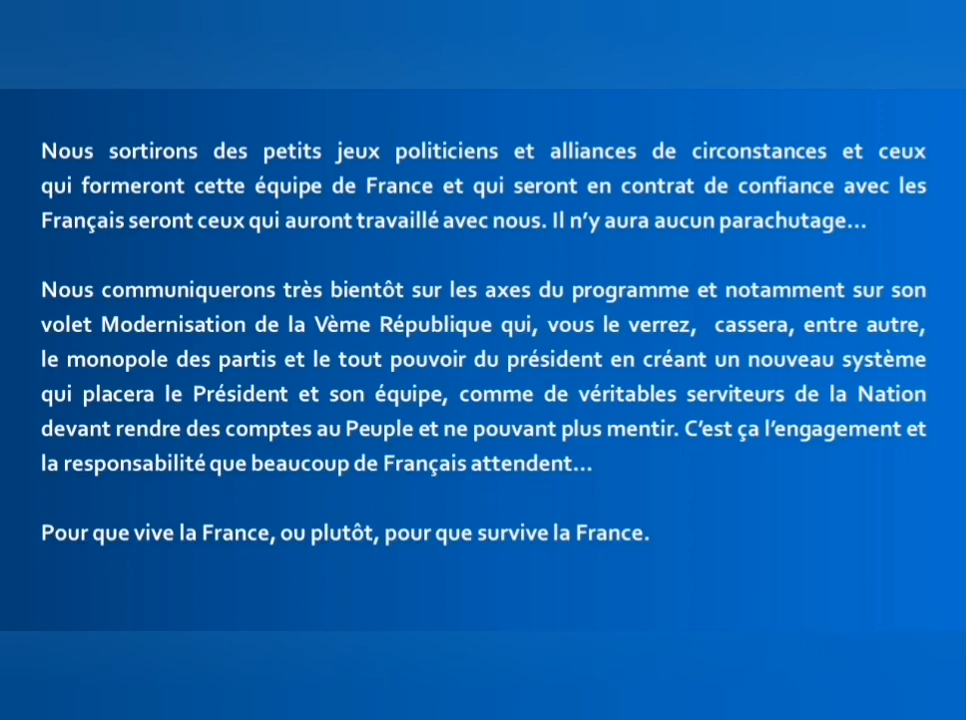 Nous sortirons des petits jeux politiciens et alliances de circonstances et ceux
qui formeront cette équipe de France et qui seront en contrat de confiance avec les
Français seront ceux qui auront travaillé avec nous. Il n’y aura aucun parachutage…
Nous communiquerons très bientôt sur les axes du programme et notamment sur son
volet Modernisation de la Vème République qui, vous le verrez, cassera, entre autre,
le monopole des partis et le tout pouvoir du président en créant un nouveau système
qui placera le Président et son équipe, comme de véritables serviteurs de la Nation
devant rendre des comptes au Peuple et ne pouvant plus mentir. C’est ça l’engagement et
la responsabilité que beaucoup de Français attendent…
Pour que vive la France, ou plutôt, pour que survive la France.